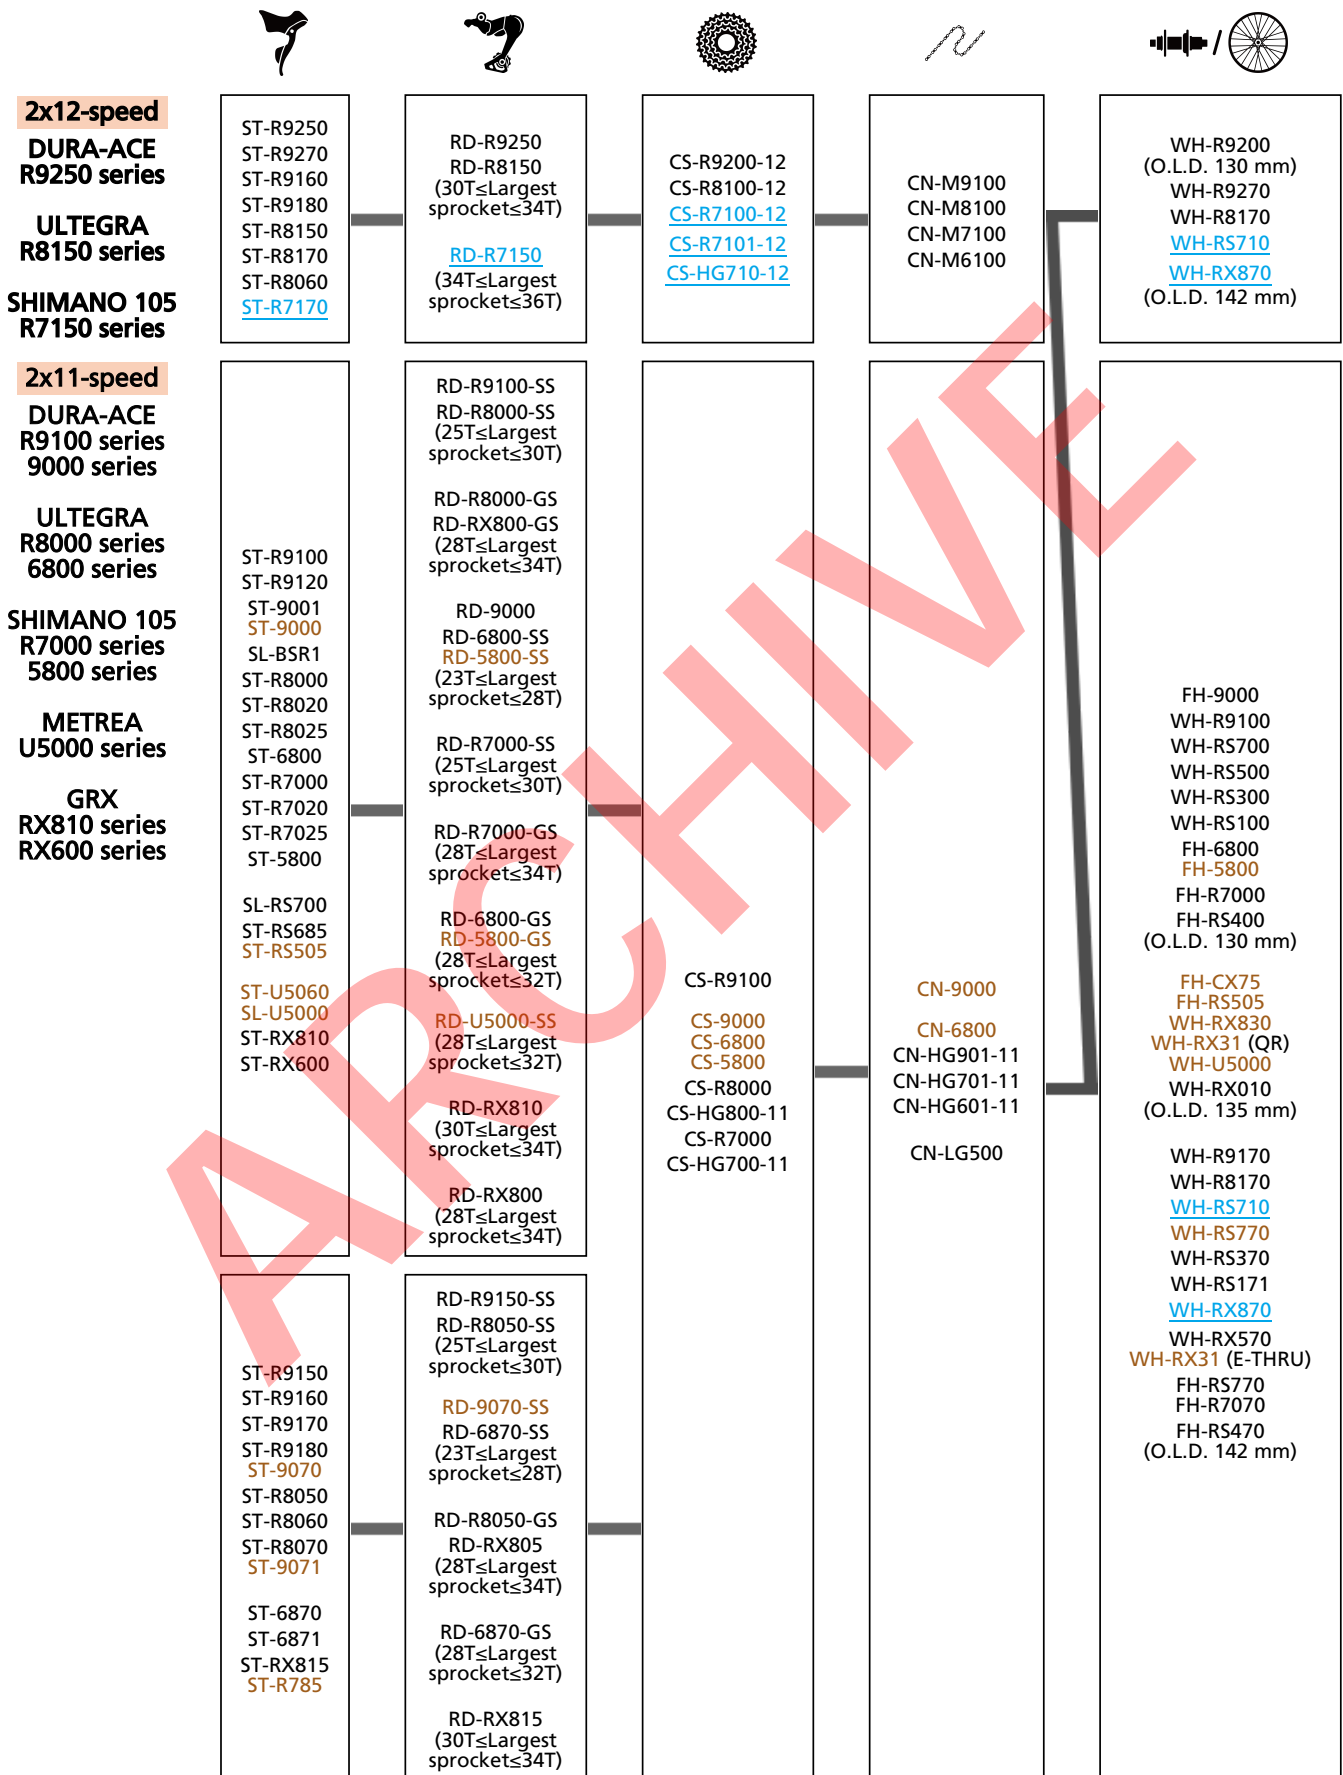 2x12-speed
DURA-ACE
R9250 series
ULTEGRA
R8150 series
SHIMANO 105
R7150 series
ST-R9250
ST-R9270
ST-R9160
ST-R9180
ST-R8150
ST-R8170
ST-R8060
ST-R7170
RD-R9250
RD-R8150
(30T≤Largest
sprocket≤34T)
RD-R7150
(34T≤Largest
sprocket≤36T)
CS-R9200-12
CS-R8100-12
CS-R7100-12
CS-R7101-12
CS-HG710-12
CN-M9100
CN-M8100
CN-M7100
CN-M6100
WH-R9200
(O.L.D. 130 mm)
WH-R9270
WH-R8170
WH-RS710
WH-RX870
(O.L.D. 142 mm)
2x11-speed
DURA-ACE
R9100 series
9000 series
ULTEGRA
R8000 series
6800 series
SHIMANO 105
R7000 series
5800 series
METREA
U5000 series
GRX
RX810 series
RX600 series
ST-R9100
ST-R9120
ST-9001
ST-9000
SL-BSR1
ST-R8000
ST-R8020
ST-R8025
ST-6800
ST-R7000
ST-R7020
ST-R7025
ST-5800
SL-RS700
ST-RS685
ST-RS505
ST-U5060
SL-U5000
ST-RX810
ST-RX600
RD-R9100-SS
RD-R8000-SS
(25T≤Largest
sprocket≤30T)
RD-R8000-GS
RD-RX800-GS
(28T≤Largest
sprocket≤34T)
RD-9000
RD-6800-SS
RD-5800-SS
(23T≤Largest
sprocket≤28T)
RD-R7000-SS
(25T≤Largest
sprocket≤30T)
RD-R7000-GS
(28T≤Largest
sprocket≤34T)
RD-6800-GS
RD-5800-GS
(28T≤Largest
sprocket≤32T)
RD-U5000-SS
(28T≤Largest
sprocket≤32T)
RD-RX810
(30T≤Largest
sprocket≤34T)
RD-RX800
(28T≤Largest
sprocket≤34T)
ST-R9150
ST-R9160
ST-R9170
ST-R9180
ST-9070
ST-R8050
ST-R8060
ST-R8070
ST-9071
ST-6870
ST-6871
ST-RX815
ST-R785
RD-R9150-SS
RD-R8050-SS
(25T≤Largest
sprocket≤30T)
RD-9070-SS
RD-6870-SS
(23T≤Largest
sprocket≤28T)
RD-R8050-GS
RD-RX805
(28T≤Largest
sprocket≤34T)
RD-6870-GS
(28T≤Largest
sprocket≤32T)
RD-RX815
(30T≤Largest
sprocket≤34T)
CS-R9100
CS-9000
CS-6800
CS-5800
CS-R8000
CS-HG800-11
CS-R7000
CS-HG700-11
CN-9000
CN-6800
CN-HG901-11
CN-HG701-11
CN-HG601-11
CN-LG500
FH-9000
WH-R9100
WH-RS700
WH-RS500
WH-RS300
WH-RS100
FH-6800
FH-5800
FH-R7000
FH-RS400
(O.L.D. 130 mm)
FH-CX75
FH-RS505
WH-RX830
WH-RX31 (QR)
WH-U5000
WH-RX010
(O.L.D. 135 mm)
WH-R9170
WH-R8170
WH-RS710
WH-RS770
WH-RS370
WH-RS171
WH-RX870
WH-RX570
WH-RX31 (E-THRU)
FH-RS770
FH-R7070
FH-RS470
(O.L.D. 142 mm)
ARCHIVE